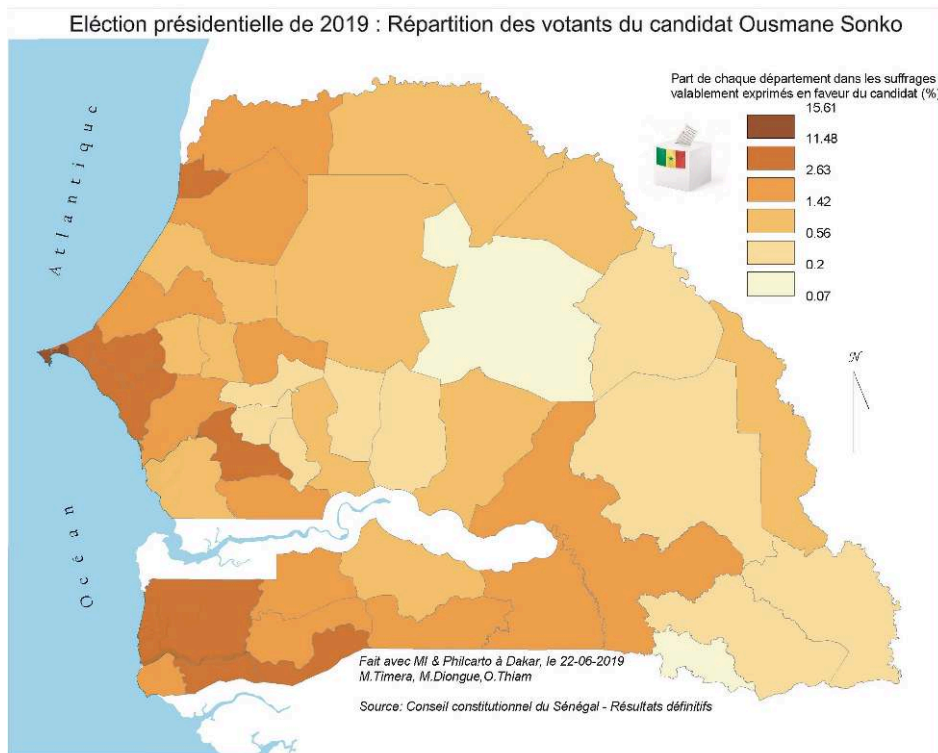 Eléction présidentielle de 2019 : Répartition des votants du candidat Ousmane Sonko
Part de chaque département dans les suffrages
valablement exprimés en faveur du candidat (%)
15.61
11.48
2.63
1.42
0.56
0.2
0.07
Atlantique
Océan
N
Fait avec MI & Philcarto à Dakar, le 22-06-2019
M.Timera, M.Diongue,O.Thiam
Source: Conseil constitutionnel du Sénégal - Résultats définitifs